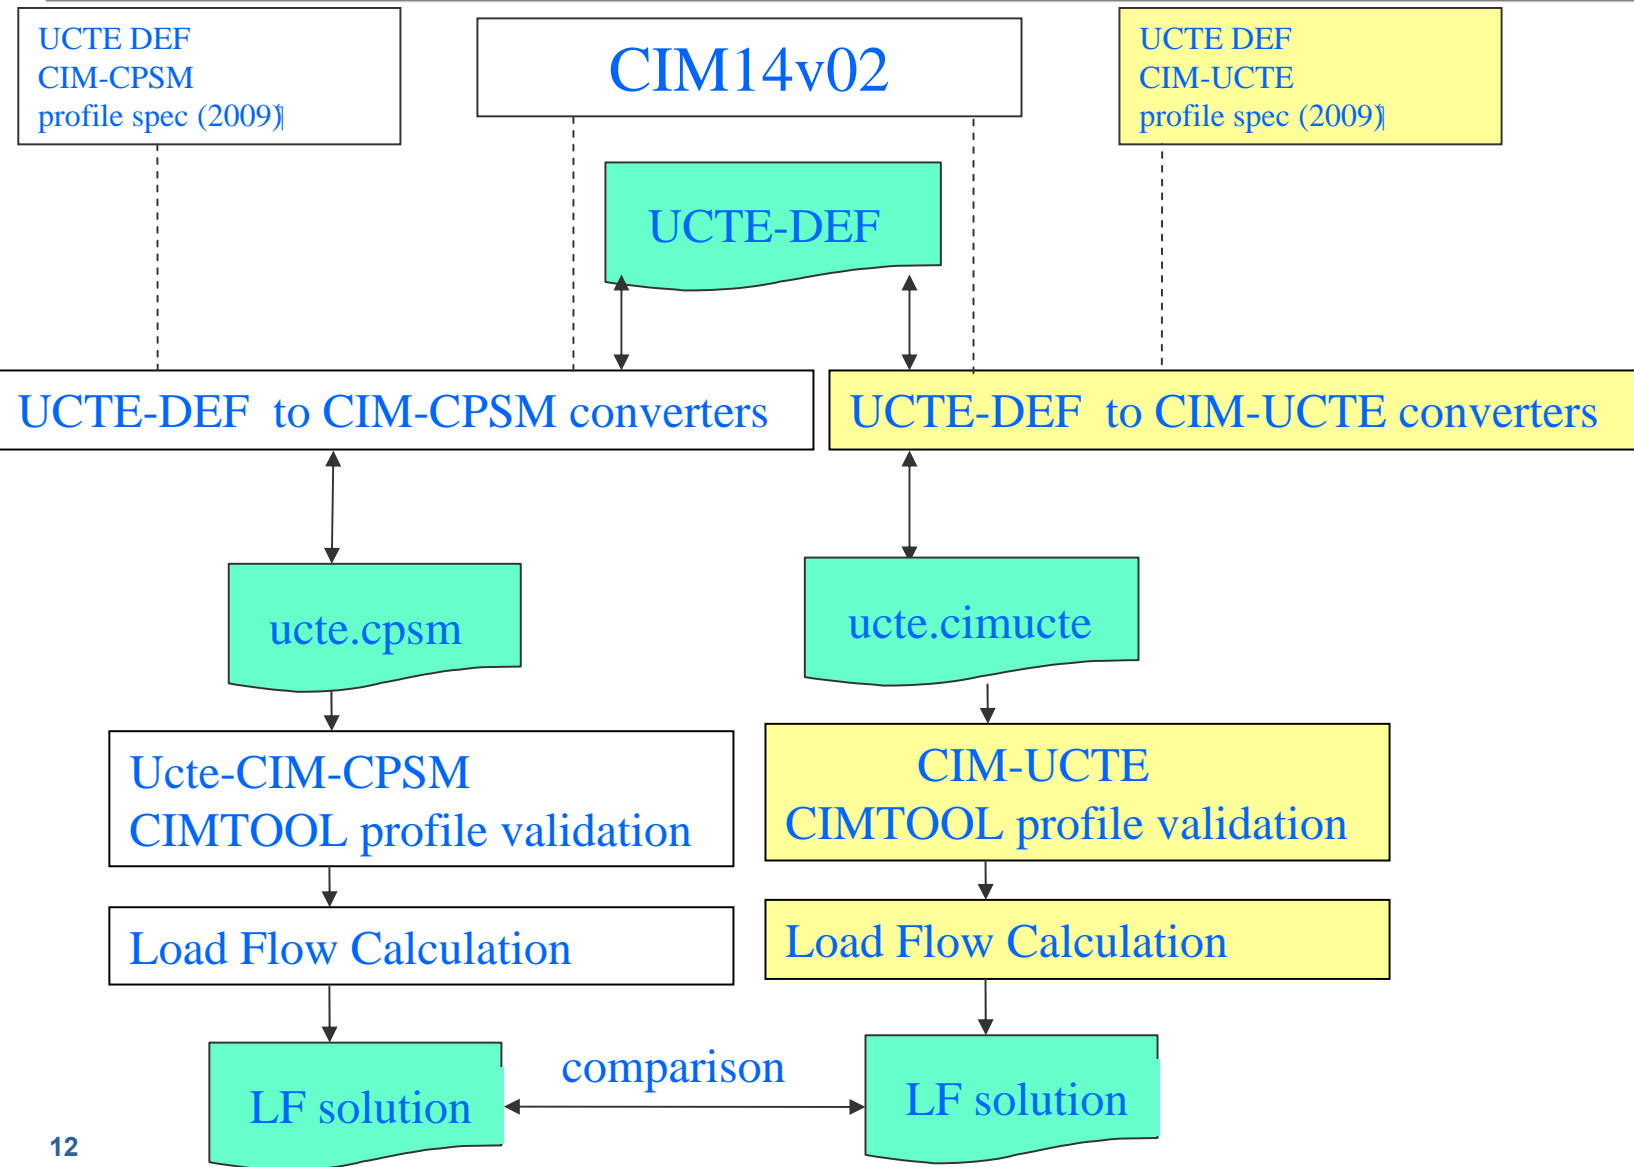 UCTE DEF
CIM-CPSM
profile spec (2009)
CIM14v02
UCTE DEF
CIM-UCTE
profile spec (2009)
UCTE-DEF
UCTE-DEF to CIM-CPSM converters
UCTE-DEF to CIM-UCTE converters
ucte.cpsm
ucte.cimucte
Ucte-CIM-CPSM
CIMTOOL profile validation
CIM-UCTE
CIMTOOL profile validation
Load Flow Calculation
Load Flow Calculation
LF solution
comparison
LF solution
12